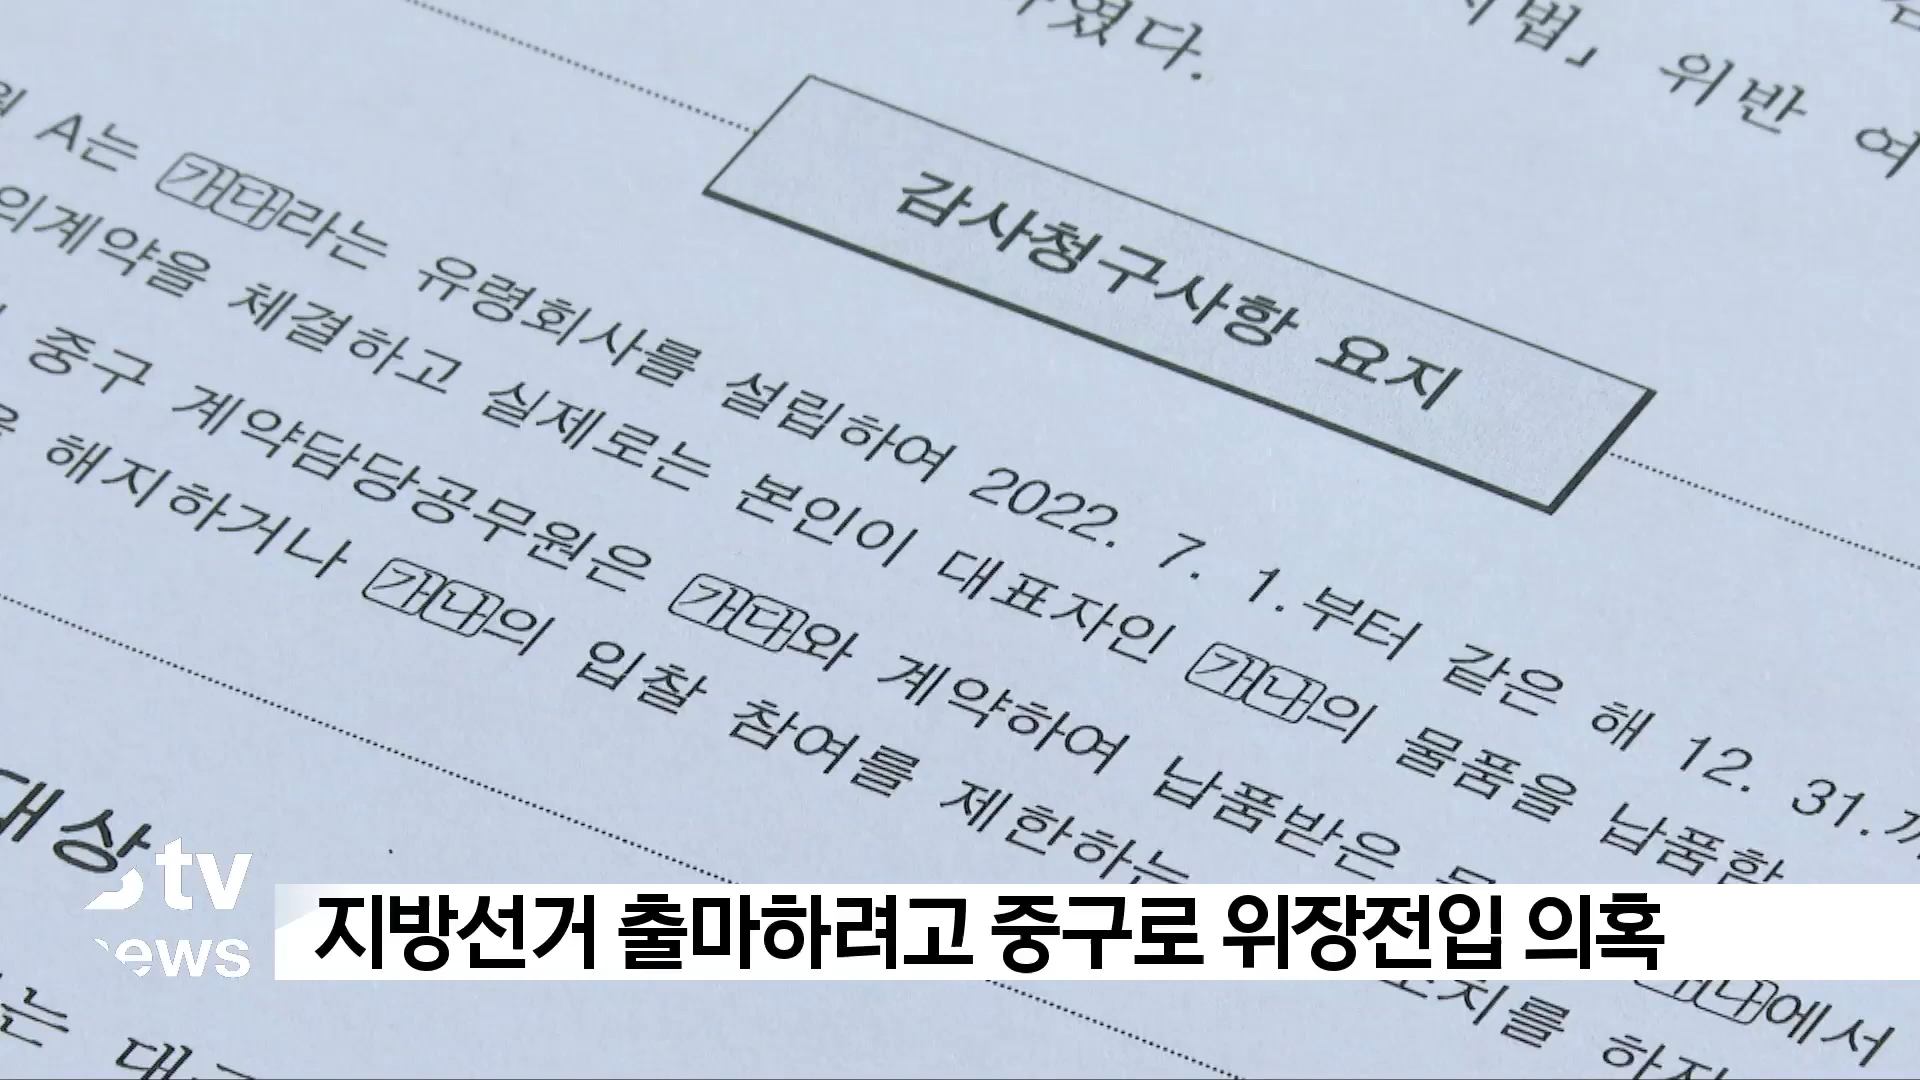 였다.
법」 위반 여
감사청구사항 요지
A는 가다라는 유령회사를 설립하여 2022. 7. 1.부터 같은 해 12. 31.까
의계약을 체결하고 실제로는 본인이 대표자인 가나의 물품을 납품함
중구 계약담당공무원은 가다와 계약하여 납품받은
해지하거나 가나의 입찰 참여를 제한하는
조치를 하지
가나에서
대상
는
tv
news
지방선거 출마하려고 중구로 위장전입 의혹